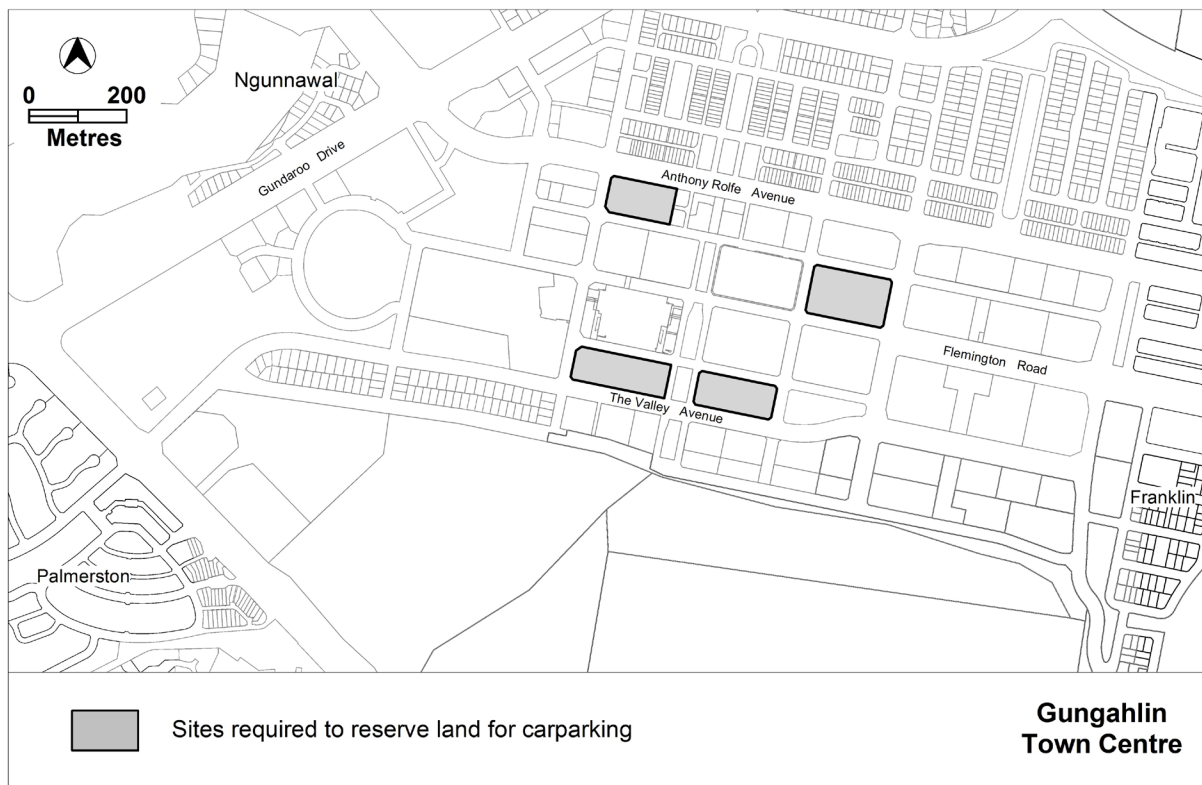 Ngunnawal
0 200
Metres
Gundaroo Drive
Anthony Rolfe Avenue
Flemington Road
The Valley Avenue
Franklin
Palmerston
Sites required to reserve land for carparking
Gungahlin
Town Centre